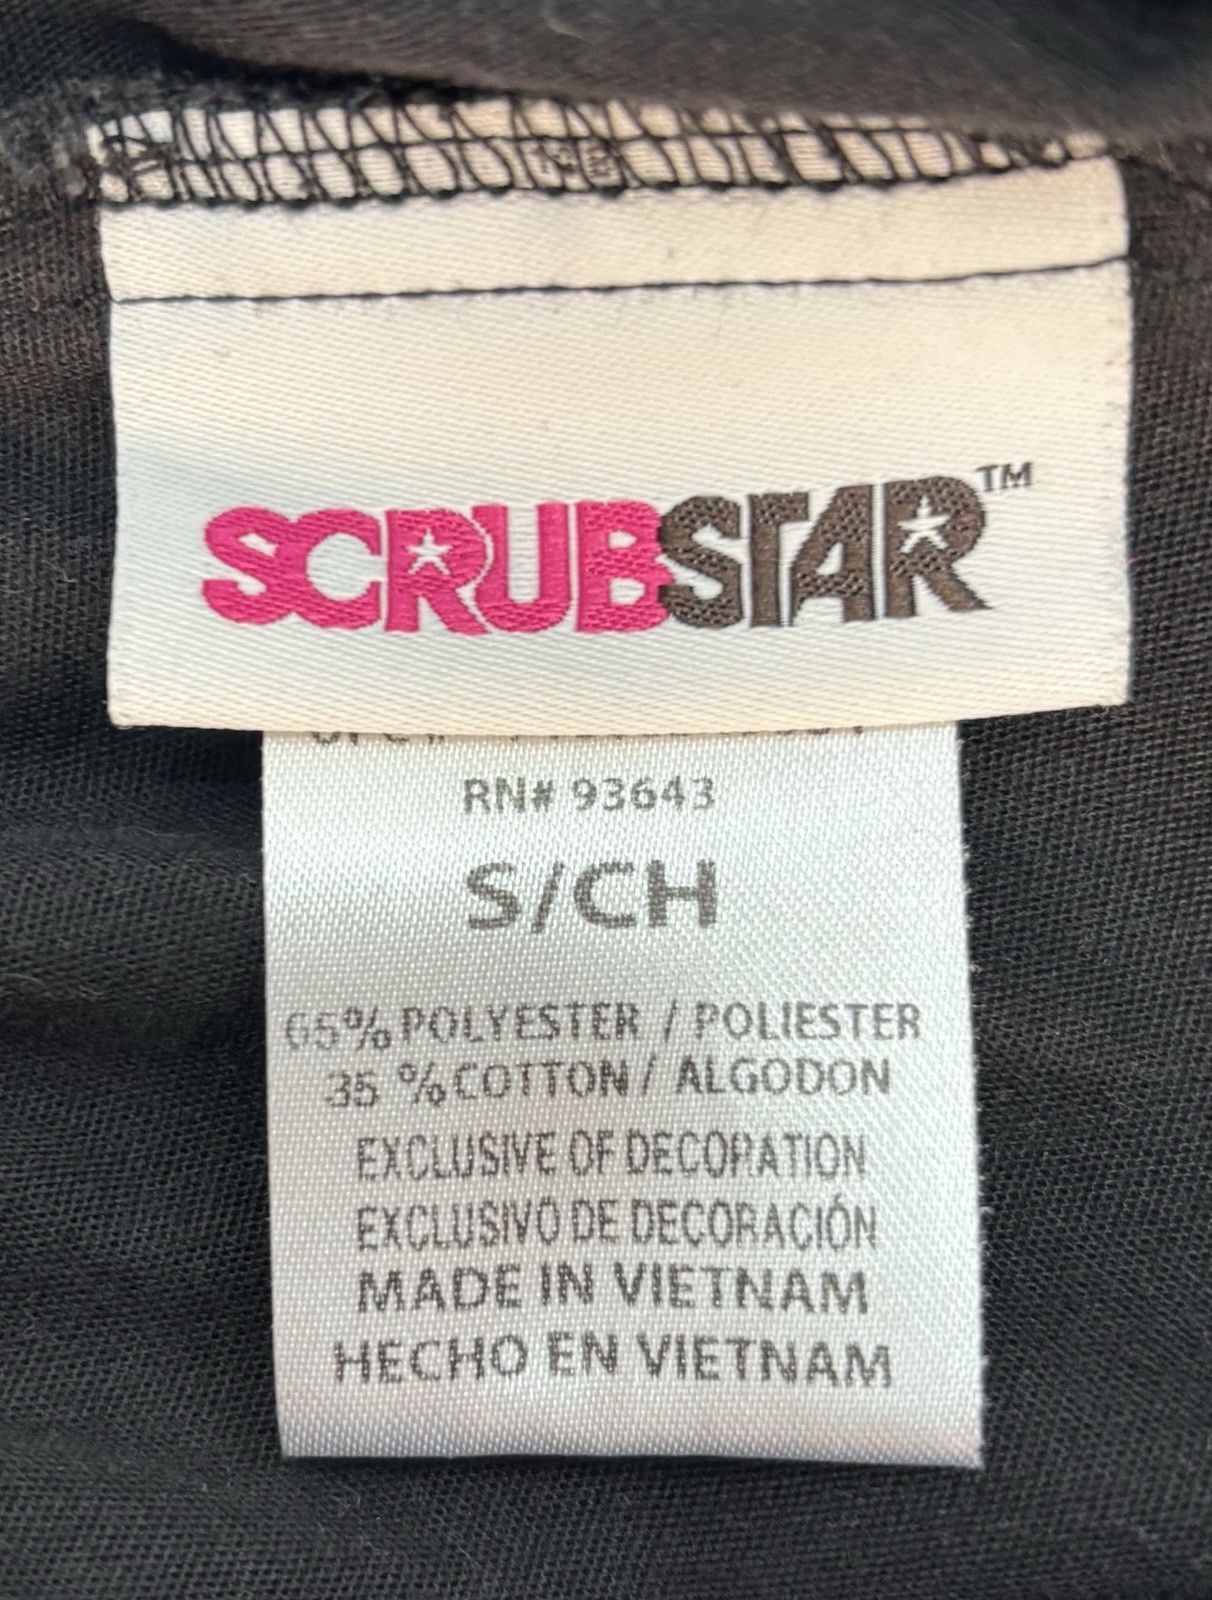 SCRUBSTAR™
RN# 93643
S/CH
65% POLYESTER / POLIESTER
35 % COTTON / ALGODON
EXCLUSIVE OF DECORATION
EXCLUSIVO DE DECORACIÓN
MADE IN VIETNAM
HECHO EN VIETNAM